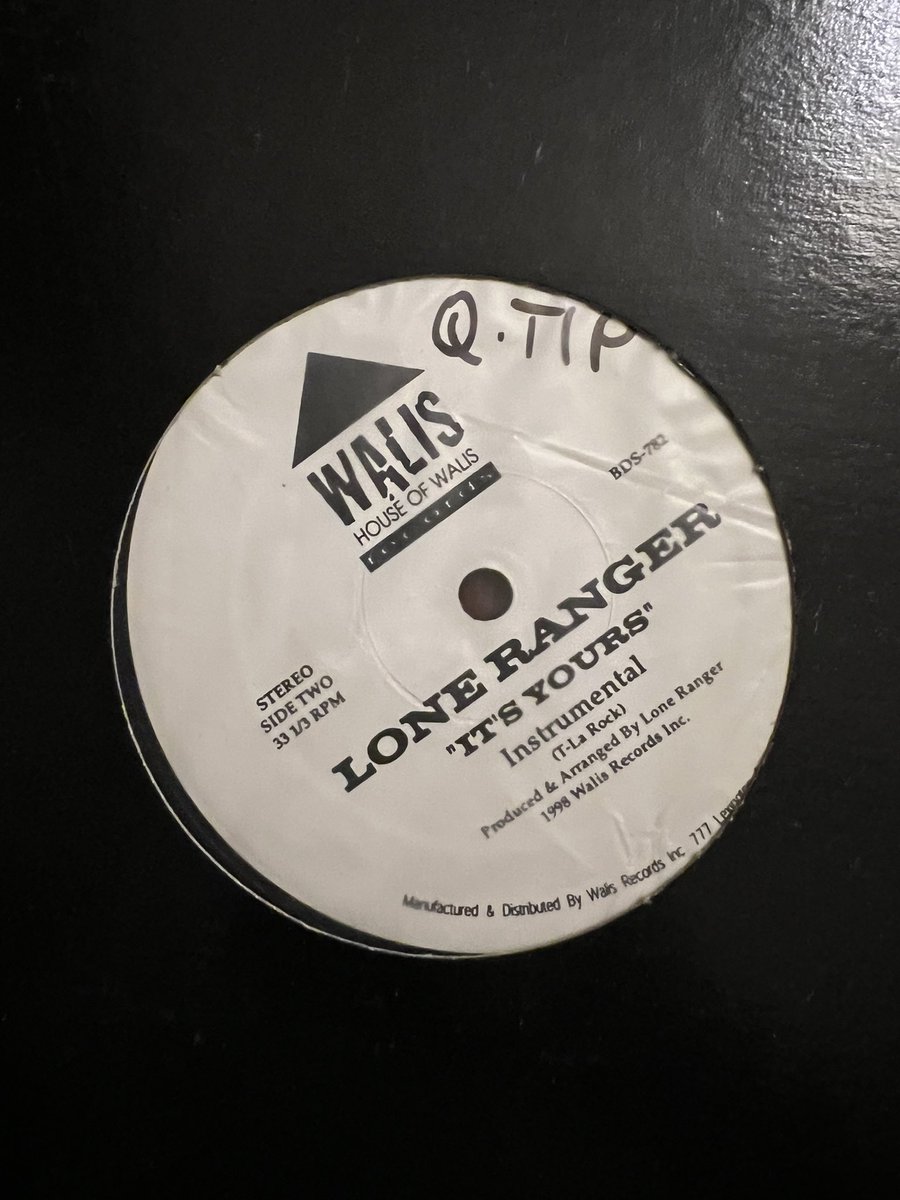 Q.TIP
WALIS
HOUSE OF WALIS
records
BDS-782
STEREO
SIDE TWO
33 1/3 RPM
LONE RANGER
"IT'S YOURS"
Instrumental
(T-La Rock)
Produced & Arranged By Lone Ranger
1998 Walis Records Inc.
Manufactured & Distributed By Walis Records Inc 777